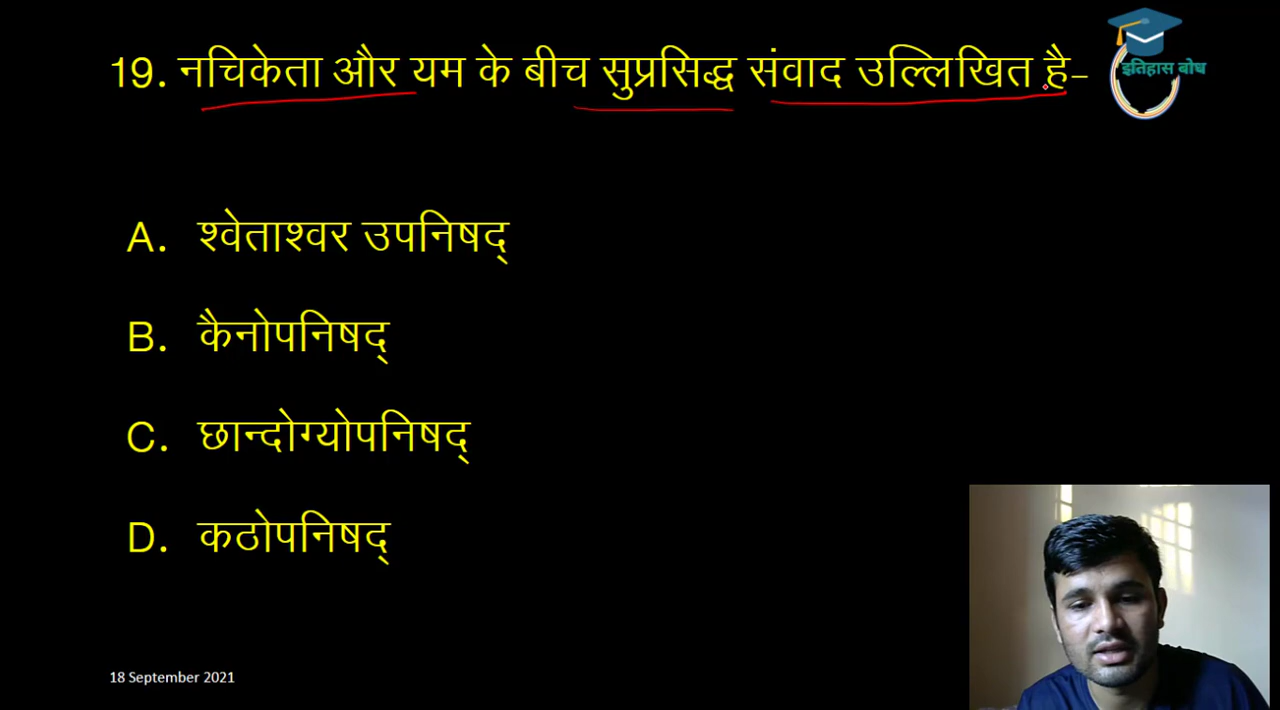 19. नचिकेता और यम के बीच सुप्रसिद्ध संवाद उल्लिखित है–
इतिहास बोध
A. श्वेताश्वर उपनिषद्
B. कैनोपनिषद्
C. छान्दोग्योपनिषद्
D. कठोपनिषद्
18 September 2021